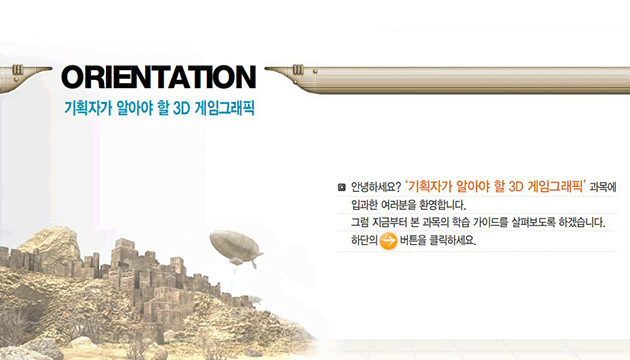 ORIENTATION
기획자가 알아야 할 3D 게임그래픽
안녕하세요? '기획자가 알아야 할 3D 게임그래픽' 과목에
입과한 여러분을 환영합니다.
그럼 지금부터 본 과목의 학습 가이드를 살펴보도록 하겠습니다.
하단의 버튼을 클릭하세요.